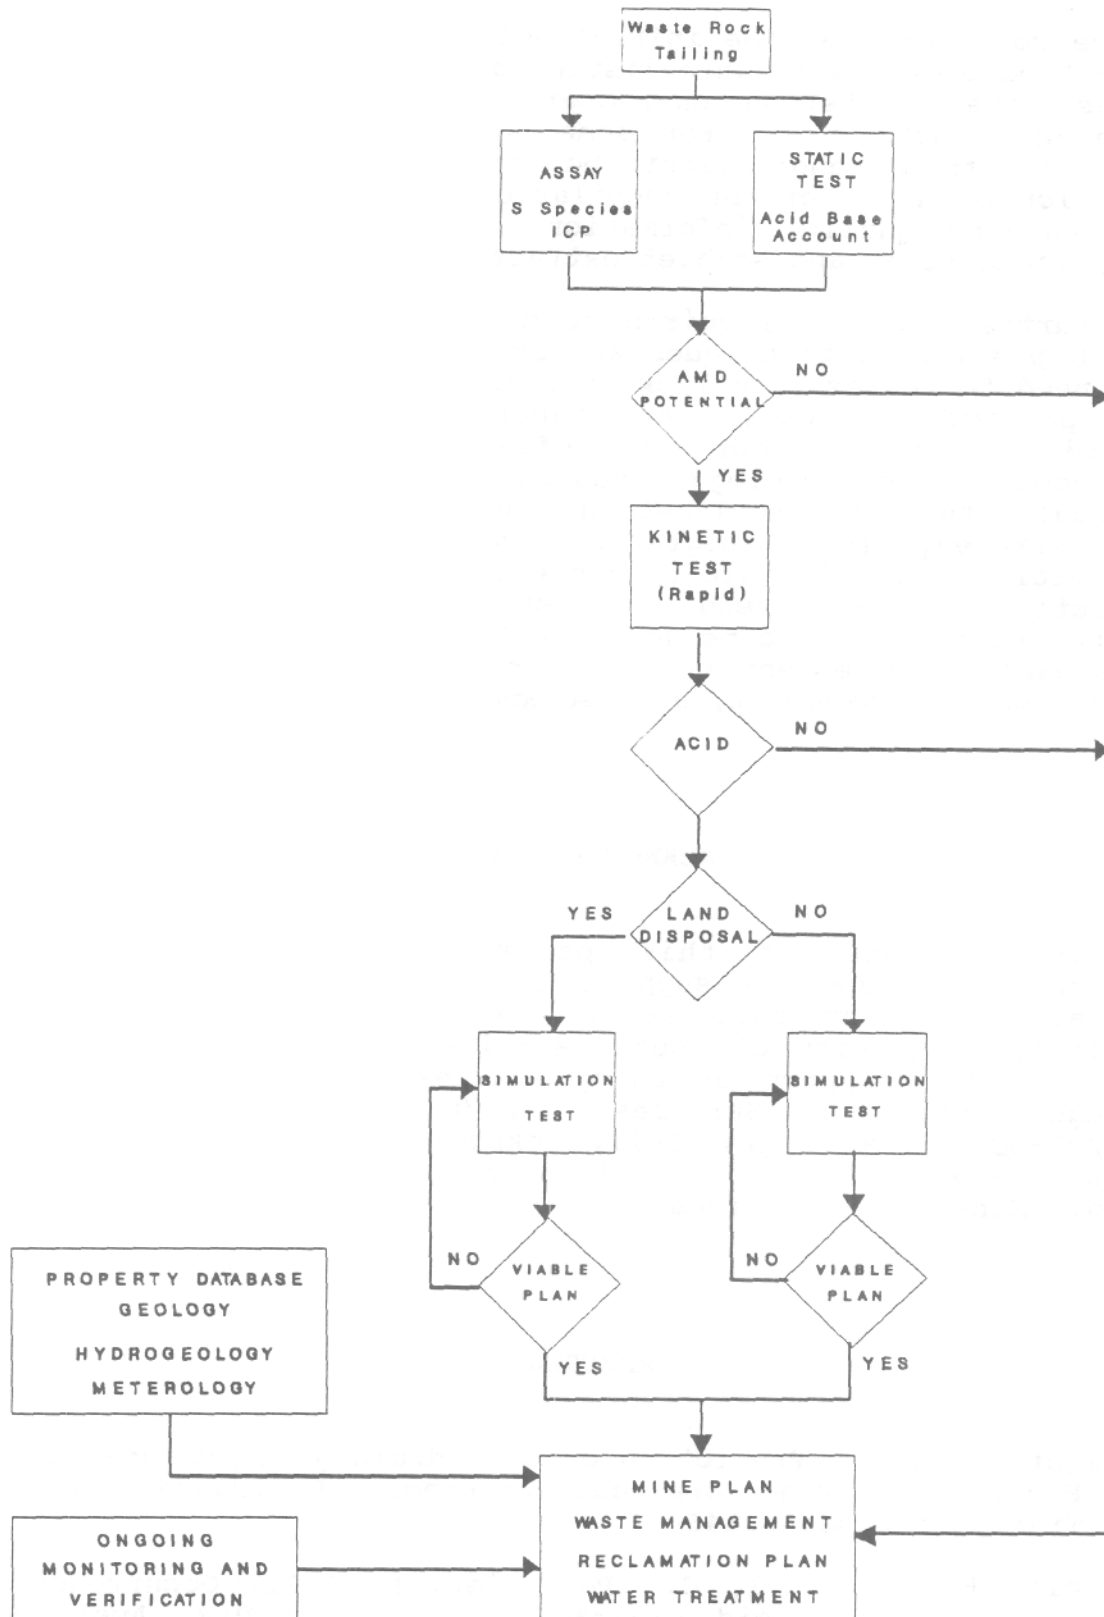 Waste Rock
Tailing
ASSAY
S Species
ICP
STATIC
TEST
Acid Base
Account
AMD
POTENTIAL
NO
YES
KINETIC
TEST
(Rapid)
ACID
NO
LAND
DISPOSAL
YES
NO
SIMULATION
TEST
SIMULATION
TEST
VIABLE
PLAN
NO
YES
VIABLE
PLAN
NO
YES
PROPERTY DATABASE
GEOLOGY
HYDROGEOLOGY
METEROLOGY
MINE PLAN
WASTE MANAGEMENT
RECLAMATION PLAN
WATER TREATMENT
ONGOING
MONITORING AND
VERIFICATION